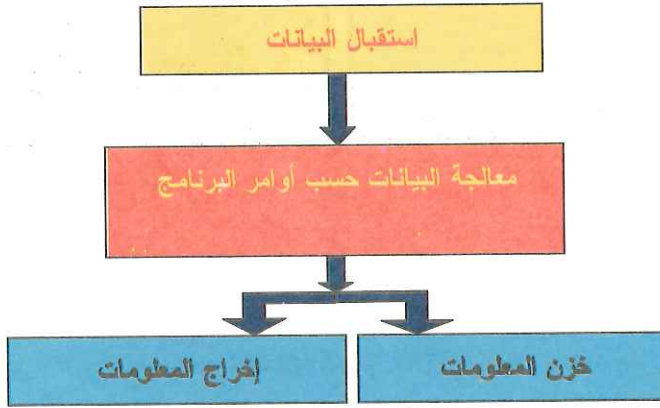 استقبال البيانات
معالجة البيانات حسب أوامر البرنامج
خزن المعلومات
إخراج المعلومات